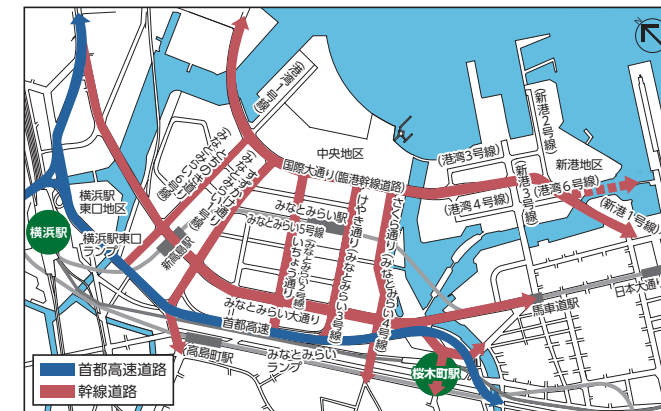 N
(港湾1号線)
(新港2号線)
中央地区
(港湾3号線)
新港地区
国際大通り(臨港幹線道路)
(港湾4号線)
(新港3号線)
(港湾6号線)
(新港1号線)
横浜駅
東口地区
横浜駅
横浜駅東口
ランプ
新高島駅
みなとみらい駅
みなとみらい5号線
いちょう通り
けやき通り みなとみらい3号線
さくら通り みなとみらい4号線
みなとみらい大通り
首都高速
馬車道駅
日本大通り
高島町駅
みなとみらい
ランプ
桜木町駅
首都高速道路
幹線道路